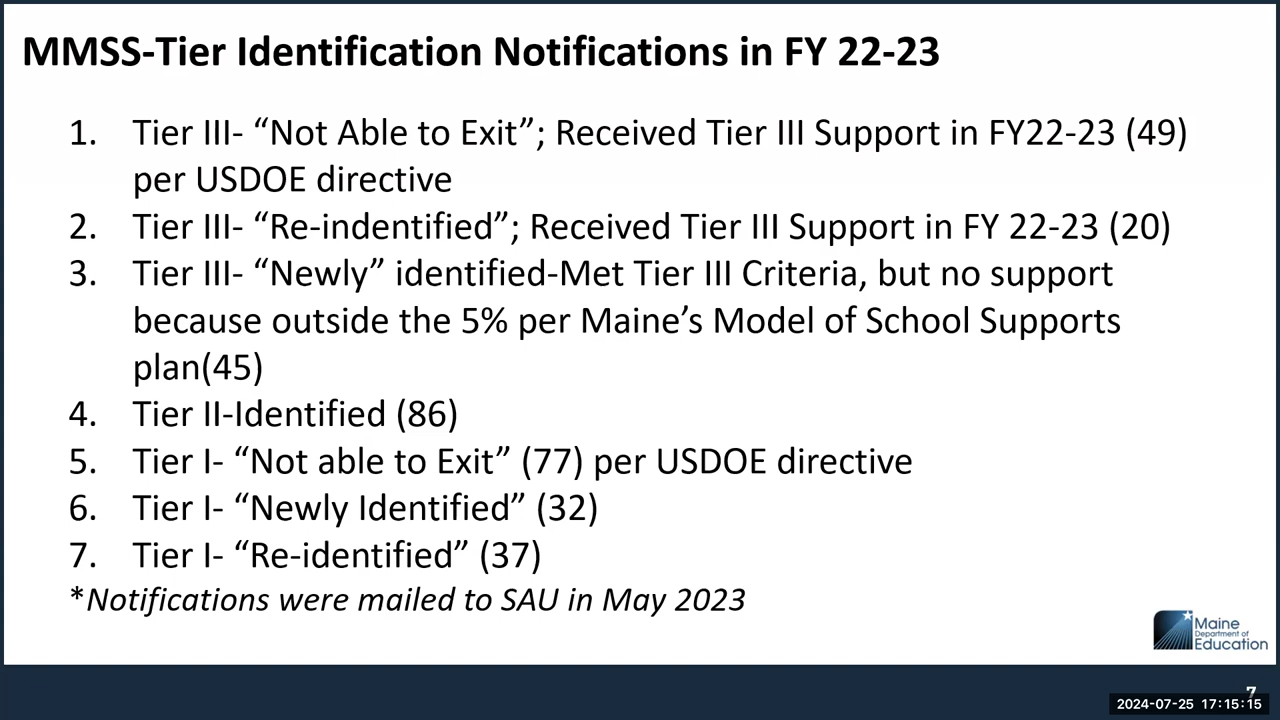 MMSS-Tier Identification Notifications in FY 22-23
1. Tier III- “Not Able to Exit”; Received Tier III Support in FY22-23 (49)
per USDOE directive
2. Tier III- “Re-indentified”; Received Tier III Support in FY 22-23 (20)
3. Tier III- “Newly” identified-Met Tier III Criteria, but no support
because outside the 5% per Maine’s Model of School Supports
plan(45)
4. Tier II-Identified (86)
5. Tier I- “Not able to Exit” (77) per USDOE directive
6. Tier I- “Newly Identified” (32)
7. Tier I- “Re-identified” (37)
*Notifications were mailed to SAU in May 2023
Maine
Department of
Education
7
2024-07-25 17:15:15